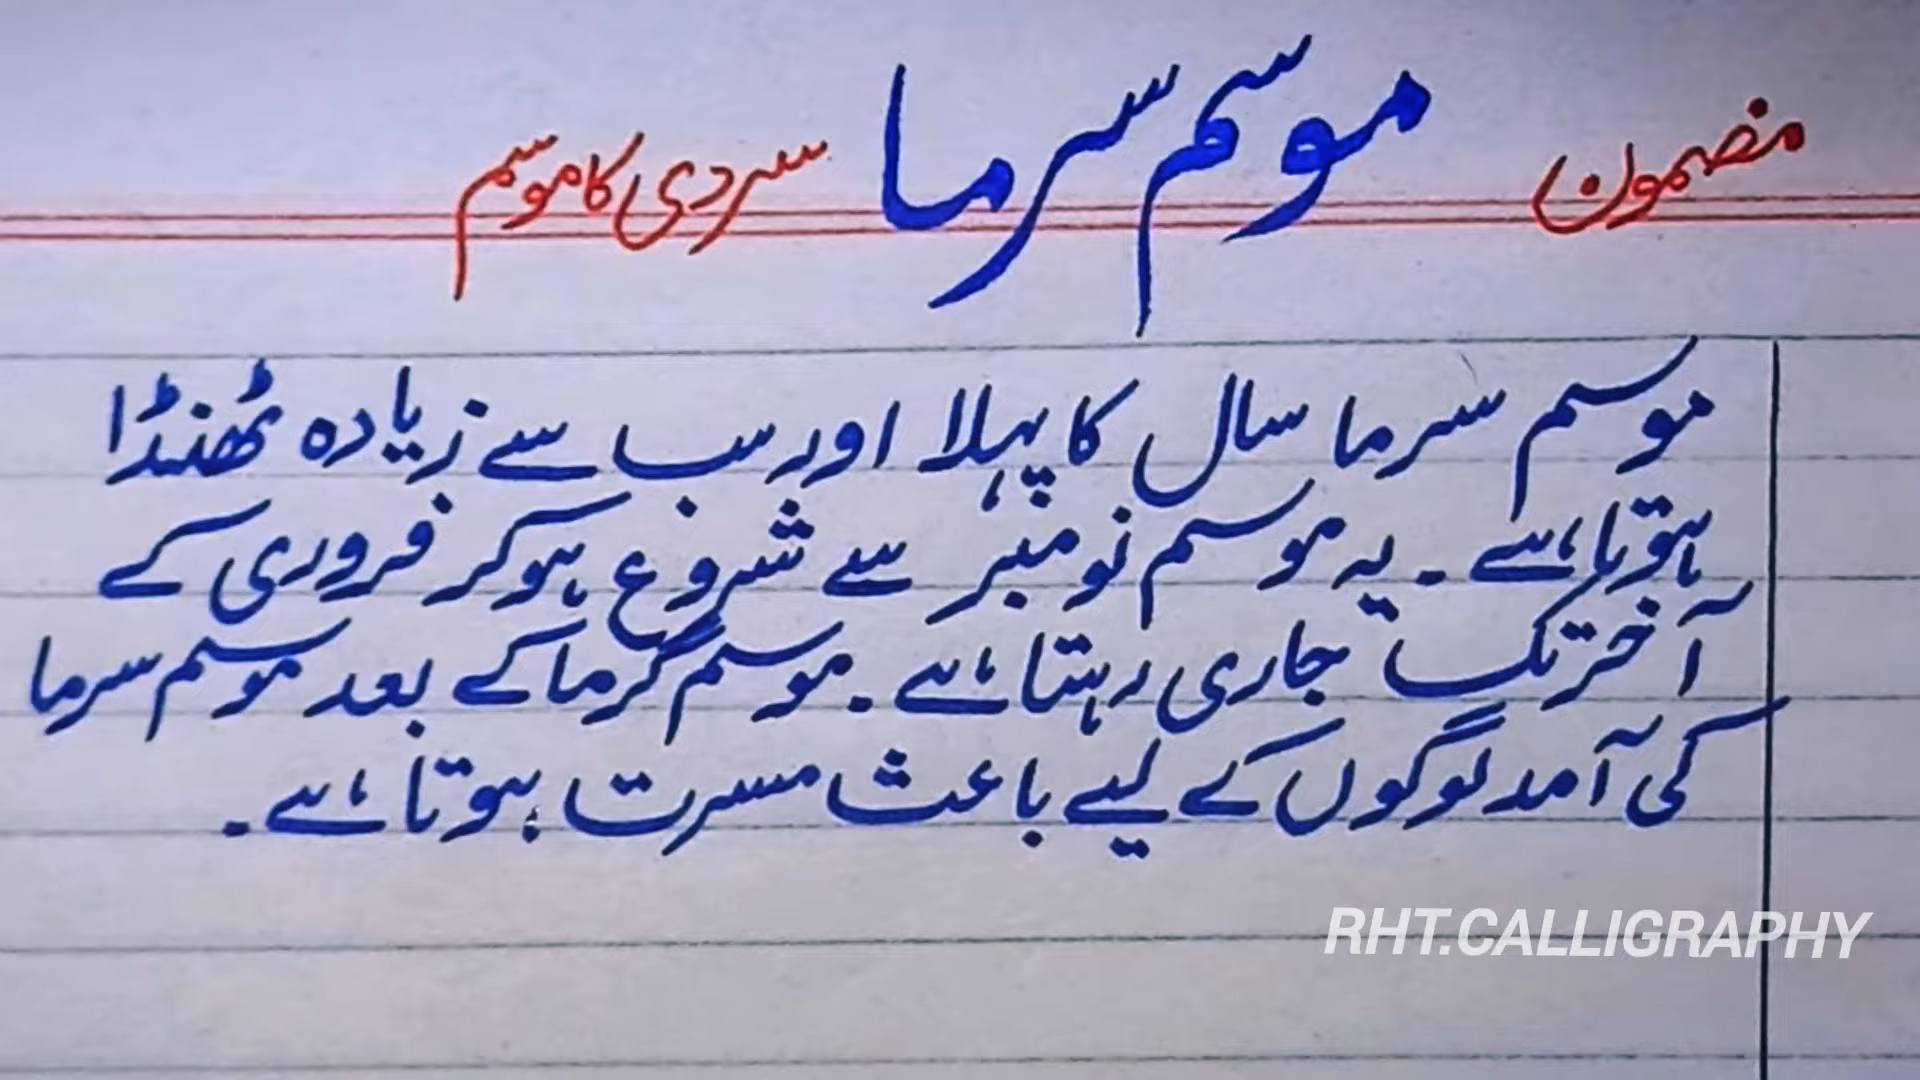 مضمون موسم سرما سردی کا موسم
موسم سرما سال کا پہلا اور سب سے زیادہ ٹھنڈا
ہوتا ہے ۔ یہ موسم نومبر سے شروع ہوکر فروری کے
آخر تک جاری رہتا ہے ۔ موسم گرما کے بعد موسم سرما
کی آمد لوگوں کے لیے باعث مسرت ہوتا ہے ۔
RHT.CALLIGRAPHY